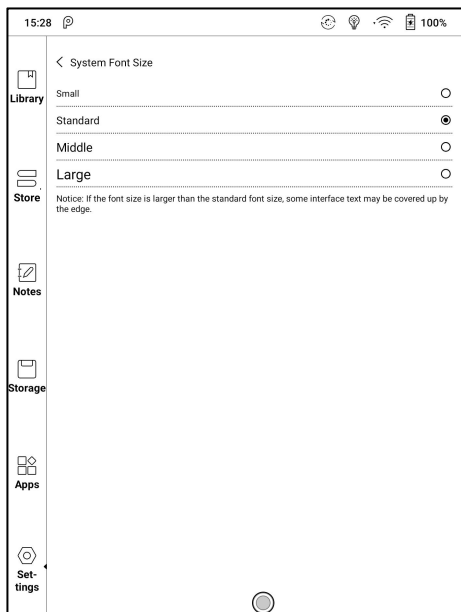 15:28
100%
Library
Store
Notes
Storage
Apps
Set-
tings
System Font Size
Small
Standard
Middle
Large
Notice: If the font size is larger than the standard font size, some interface text may be covered up by
the edge.